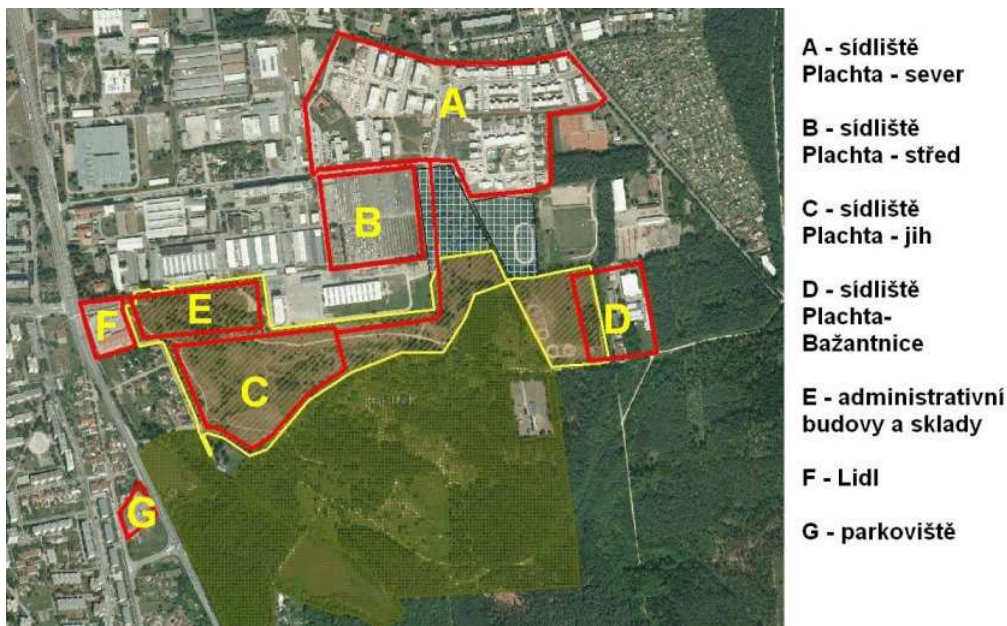 A
B
E
F
D
C
G
A - sídliště
Plachta - sever
B - sídliště
Plachta - střed
C - sídliště
Plachta - jih
D - sídliště
Plachta-
Bažantnice
E - administrativní
budovy a sklady
F - Lidl
G - parkoviště